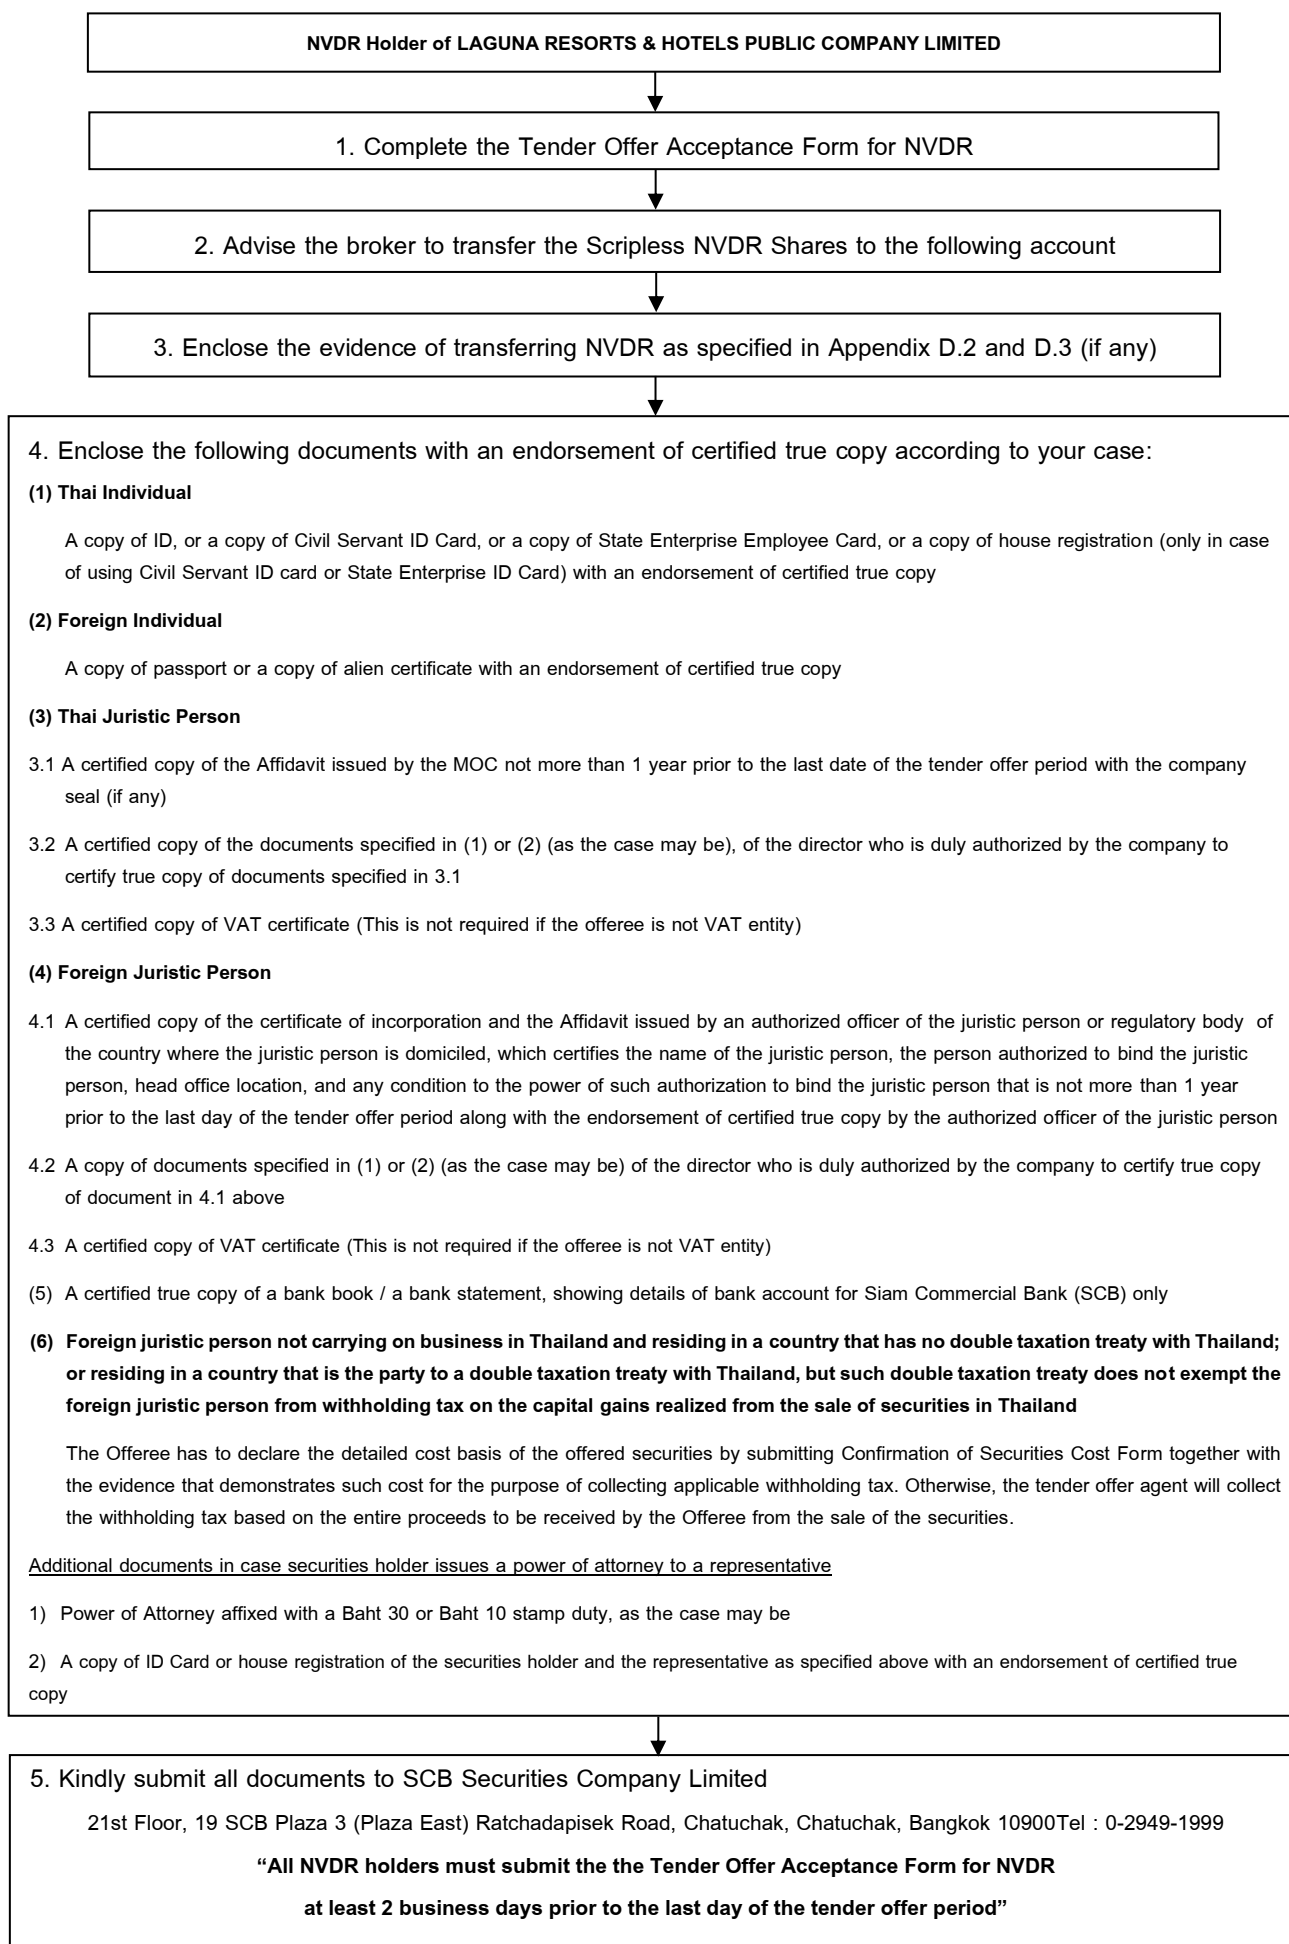 NVDR Holder of LAGUNA RESORTS & HOTELS PUBLIC COMPANY LIMITED
1. Complete the Tender Offer Acceptance Form for NVDR
2. Advise the broker to transfer the Scripless NVDR Shares to the following account
3. Enclose the evidence of transferring NVDR as specified in Appendix D.2 and D.3 (if any)
4. Enclose the following documents with an endorsement of certified true copy according to your case:
(1) Thai Individual
A copy of ID, or a copy of Civil Servant ID Card, or a copy of State Enterprise Employee Card, or a copy of house registration (only in case
of using Civil Servant ID card or State Enterprise ID Card) with an endorsement of certified true copy
(2) Foreign Individual
A copy of passport or a copy of alien certificate with an endorsement of certified true copy
(3) Thai Juristic Person
3.1 A certified copy of the Affidavit issued by the MOC not more than 1 year prior to the last date of the tender offer period with the company
seal (if any)
3.2 A certified copy of the documents specified in (1) or (2) (as the case may be), of the director who is duly authorized by the company to
certify true copy of documents specified in 3.1
3.3 A certified copy of VAT certificate (This is not required if the offeree is not VAT entity)
(4) Foreign Juristic Person
4.1 A certified copy of the certificate of incorporation and the Affidavit issued by an authorized officer of the juristic person or regulatory body of
the country where the juristic person is domiciled, which certifies the name of the juristic person, the person authorized to bind the juristic
person, head office location, and any condition to the power of such authorization to bind the juristic person that is not more than 1 year
prior to the last day of the tender offer period along with the endorsement of certified true copy by the authorized officer of the juristic person
4.2 A copy of documents specified in (1) or (2) (as the case may be) of the director who is duly authorized by the company to certify true copy
of document in 4.1 above
4.3 A certified copy of VAT certificate (This is not required if the offeree is not VAT entity)
(5) A certified true copy of a bank book / a bank statement, showing details of bank account for Siam Commercial Bank (SCB) only
(6) Foreign juristic person not carrying on business in Thailand and residing in a country that has no double taxation treaty with Thailand;
or residing in a country that is the party to a double taxation treaty with Thailand, but such double taxation treaty does not exempt the
foreign juristic person from withholding tax on the capital gains realized from the sale of securities in Thailand
The Offeree has to declare the detailed cost basis of the offered securities by submitting Confirmation of Securities Cost Form together with
the evidence that demonstrates such cost for the purpose of collecting applicable withholding tax. Otherwise, the tender offer agent will collect
the withholding tax based on the entire proceeds to be received by the Offeree from the sale of the securities.
Additional documents in case securities holder issues a power of attorney to a representative
1) Power of Attorney affixed with a Baht 30 or Baht 10 stamp duty, as the case may be
2) A copy of ID Card or house registration of the securities holder and the representative as specified above with an endorsement of certified true
copy
5. Kindly submit all documents to SCB Securities Company Limited
21st Floor, 19 SCB Plaza 3 (Plaza East) Ratchadapisek Road, Chatuchak, Chatuchak, Bangkok 10900Tel : 0-2949-1999
“All NVDR holders must submit the the Tender Offer Acceptance Form for NVDR
at least 2 business days prior to the last day of the tender offer period”